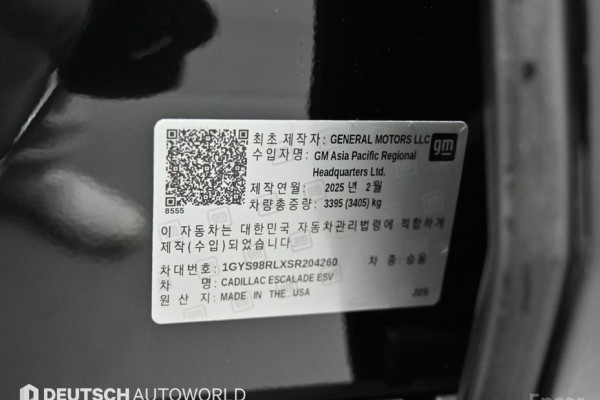 최초 제작자: GENERAL MOTORS LLC
gm
수입자명: GM Asia Pacific Regional
Headquarters Ltd.
제작연월: 2025 년 2 월
차량총중량: 3395 (3405) kg
8555
이 자동차는 대한민국 자동차관리법령에 적합하게
제작(수입)되었습니다
차대번호: 1GYS98RLXSR204260 차 종: 승용
차 명: CADILLAC ESCALADE ESV
원 산 지: MADE IN THE USA
DEUTSCH AUTOWORLD
Encar